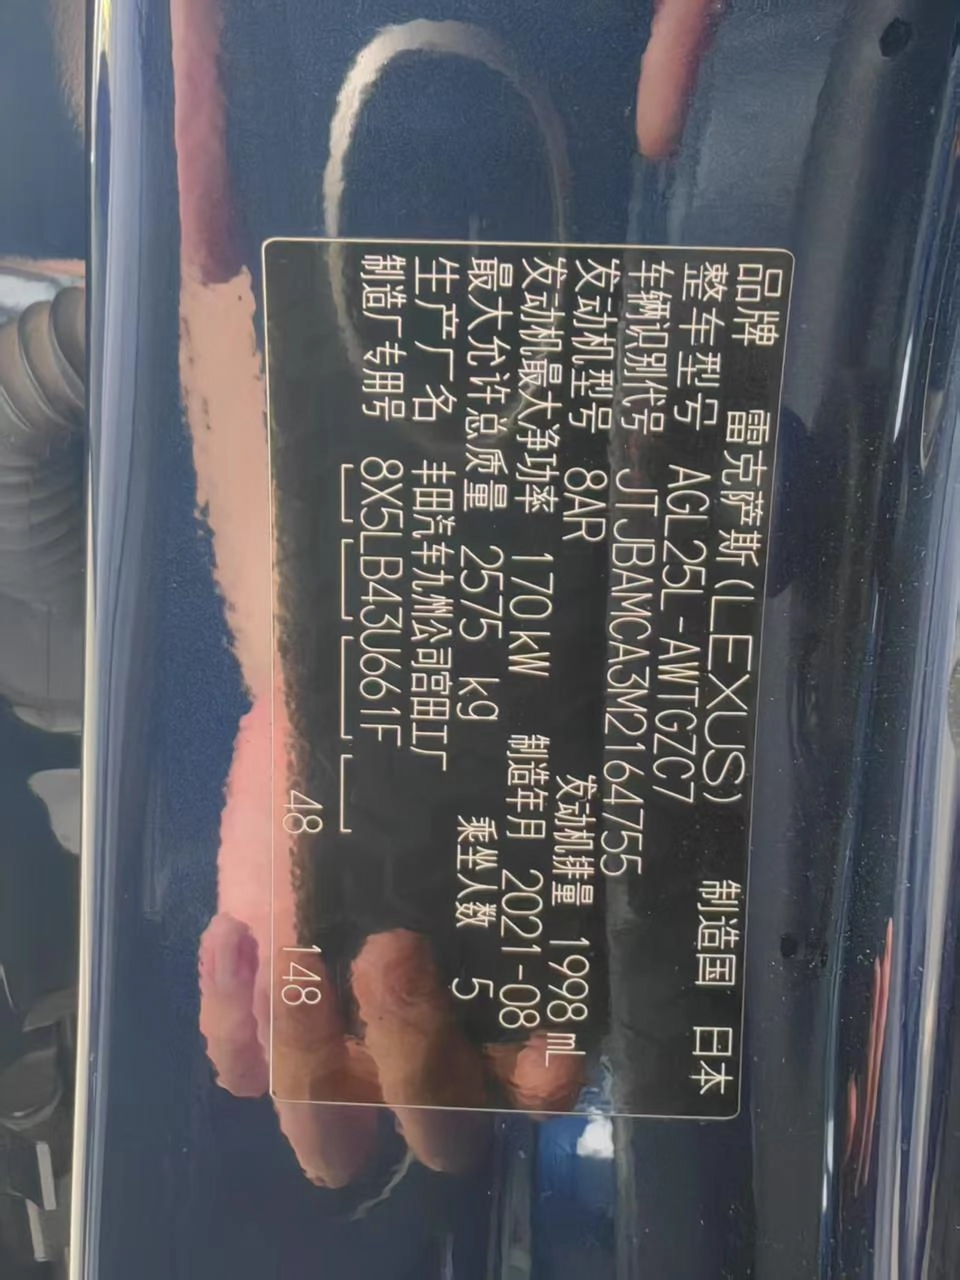 品牌 雷克萨斯(LEXUS) 制造国 日本
整车型号 AGL25L-AWTGZC7
车辆识别代号 JTJBAMCA3M2164755
发动机型号 8AR 发动机排量 1998 mL
发动机最大净功率 170 kW 制造年月 2021-08
最大允许总质量 2575 kg 乘坐人数 5
生产厂名 丰田汽车九州公司宫田工厂
制造厂专用号 8X5LB43U661F
48 148